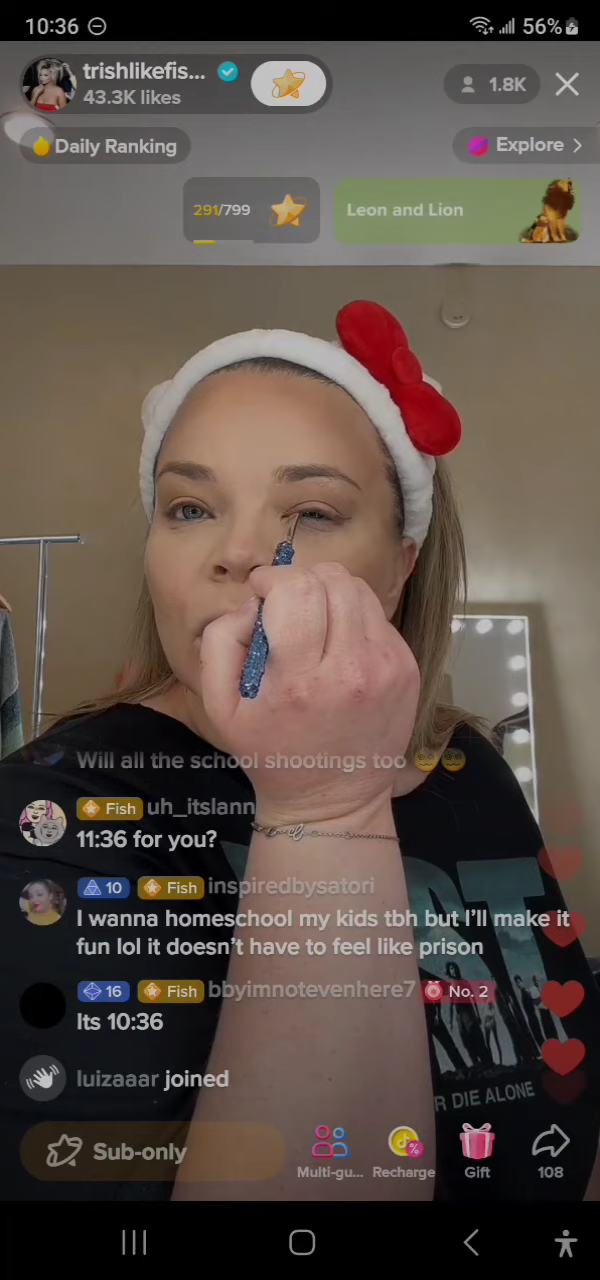 10:36
56%
trishlikefis...
43.3K likes
1.8K
Daily Ranking
Explore >
291/799
Leon and Lion
Will all the school shootings too
Fish uh_itslann
11:36 for you?
10 Fish inspiredbysatori
I wanna homeschool my kids tbh but I'll make it
fun lol it doesn't have to feel like prison
16 Fish bbyimnotevenhere7 No. 2
Its 10:36
R DIE ALONE
luizaaar joined
Sub-only
Multi-gu...
Recharge
Gift
108